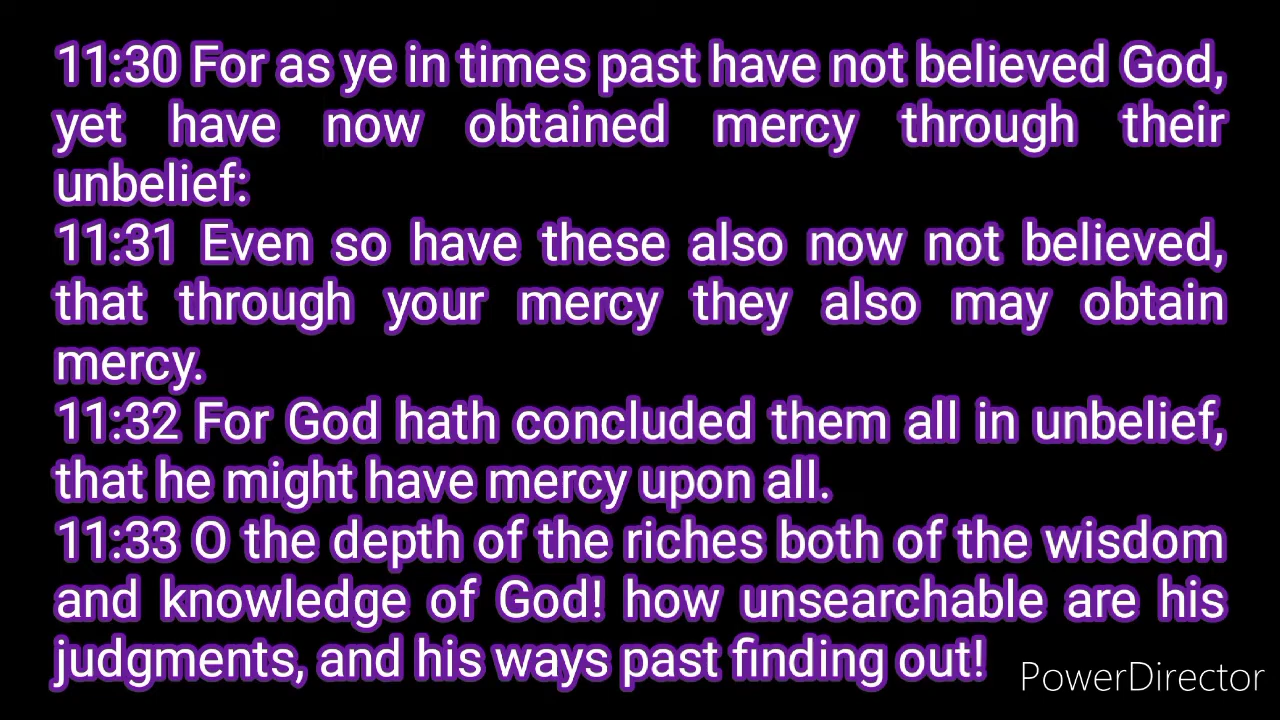 11:30 For as ye in times past have not believed God,
yet have now obtained mercy through their
unbelief:
11:31 Even so have these also now not believed,
that through your mercy they also may obtain
mercy.
11:32 For God hath concluded them all in unbelief,
that he might have mercy upon all.
11:33 O the depth of the riches both of the wisdom
and knowledge of God! how unsearchable are his
judgments, and his ways past finding out!
PowerDirector